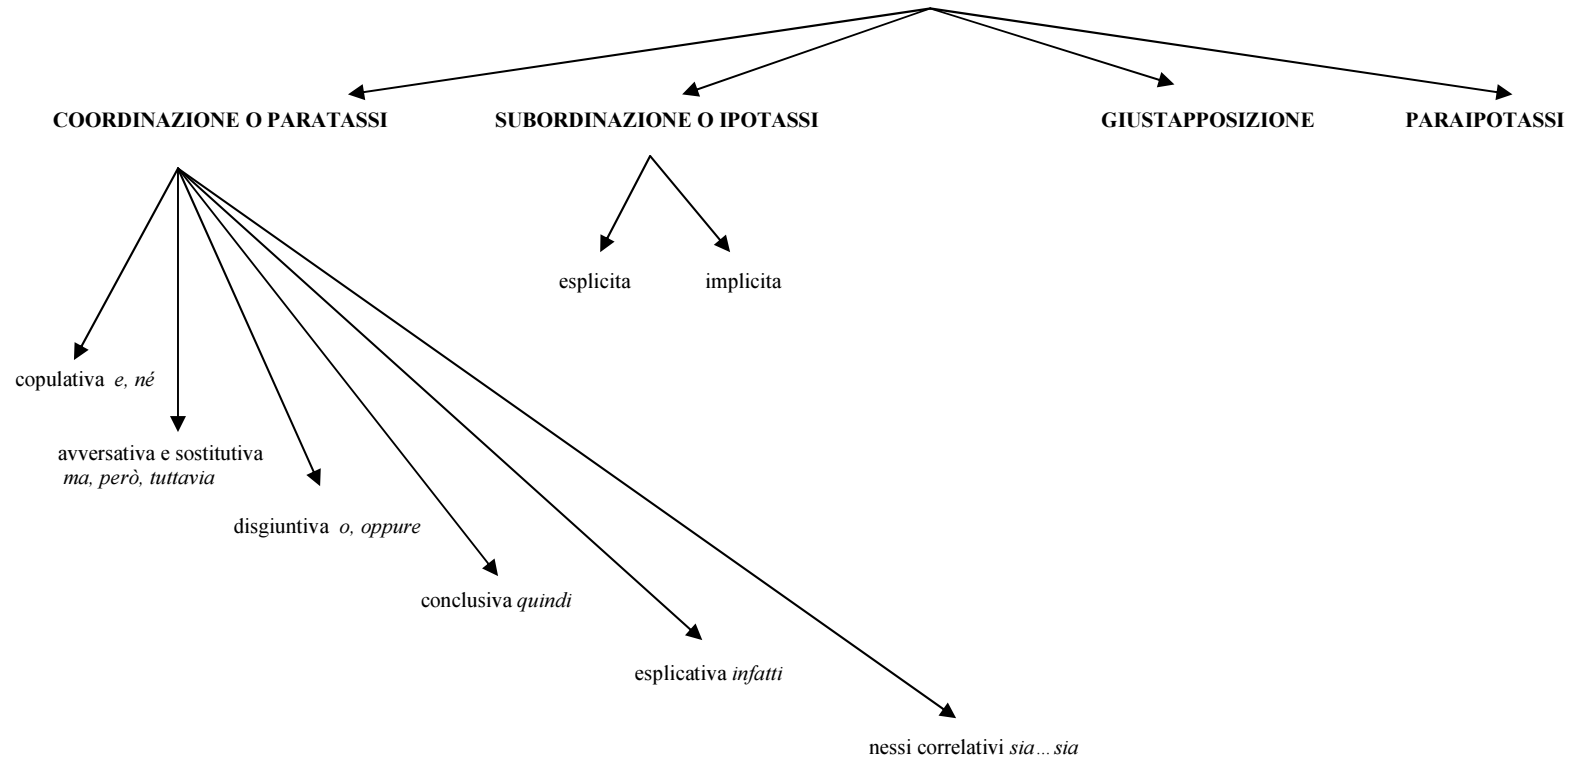 COORDINAZIONE O PARATASSI
SUBORDINAZIONE O IPOTASSI
GIUSTAPPOSIZIONE
PARAIPOTASSI
esplicita
implicita
copulativa e, né
avversativa e sostitutiva
ma, però, tuttavia
disgiuntiva o, oppure
conclusiva quindi
esplicativa infatti
nessi correlativi sia…sia